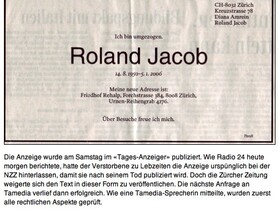 CH-8032 Zürich
Kreuzstrasse 78
Diana Amrein
Roland Jacob
Ich bin umgezogen.
Roland Jacob
14. 8. 1950–5. 1. 2006
Meine neue Adresse ist:
Friedhof Rehalp, Forchstrasse 384, 8008 Zürich,
Urnen-Reihengrab 4276.
Über Besuche freue ich mich.
Die Anzeige wurde am Samstag im «Tages-Anzeiger» publiziert. Wie Radio 24 heute
morgen berichtete, hatte der Verstorbene zu Lebzeiten die Anzeige urspünglich bei der
NZZ hinterlassen, damit sie nach seinem Tod publiziert wird. Doch die Zürcher Zeitung
weigerte sich den Text in dieser Form zu veröffentlichen. Die nächste Anfrage an
Tamedia verlief dann erfolgreich. Wie eine Tamedia-Sprecherin mitteilte, wurden zuerst
alle rechtlichen Aspekte geprüft.